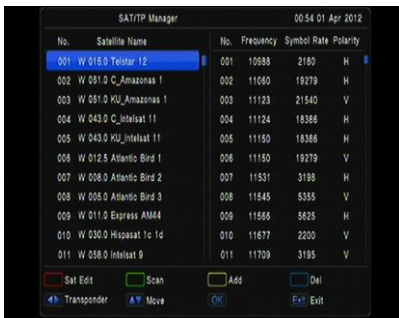 SAT/TP Manager 00:54 01 Apr 2012
No. Satellite Name No. Frequency Symbol Rate Polarity
001 W 015.0 Telstar 12 001 10988 2180 H
002 W 061.0 C_Amazonas 1 002 11060 19279 H
003 W 061.0 KU_Amazonas 1 003 11123 21540 V
004 W 043.0 C_Intelsat 11 004 11124 18386 H
005 W 043.0 KU_Intelsat 11 005 11150 18386 H
006 W 012.5 Atlantic Bird 1 006 11150 19279 V
007 W 008.0 Atlantic Bird 2 007 11531 3198 H
008 W 005.0 Atlantic Bird 3 008 11545 5355 V
009 W 011.0 Express AM44 009 11566 5625 H
010 W 030.0 Hispasat 1c 1d 010 11677 2200 V
011 W 058.0 Intelsat 9 011 11709 3195 V
Sat Edit Scan Add Del
Transponder Move OK Exit Exit